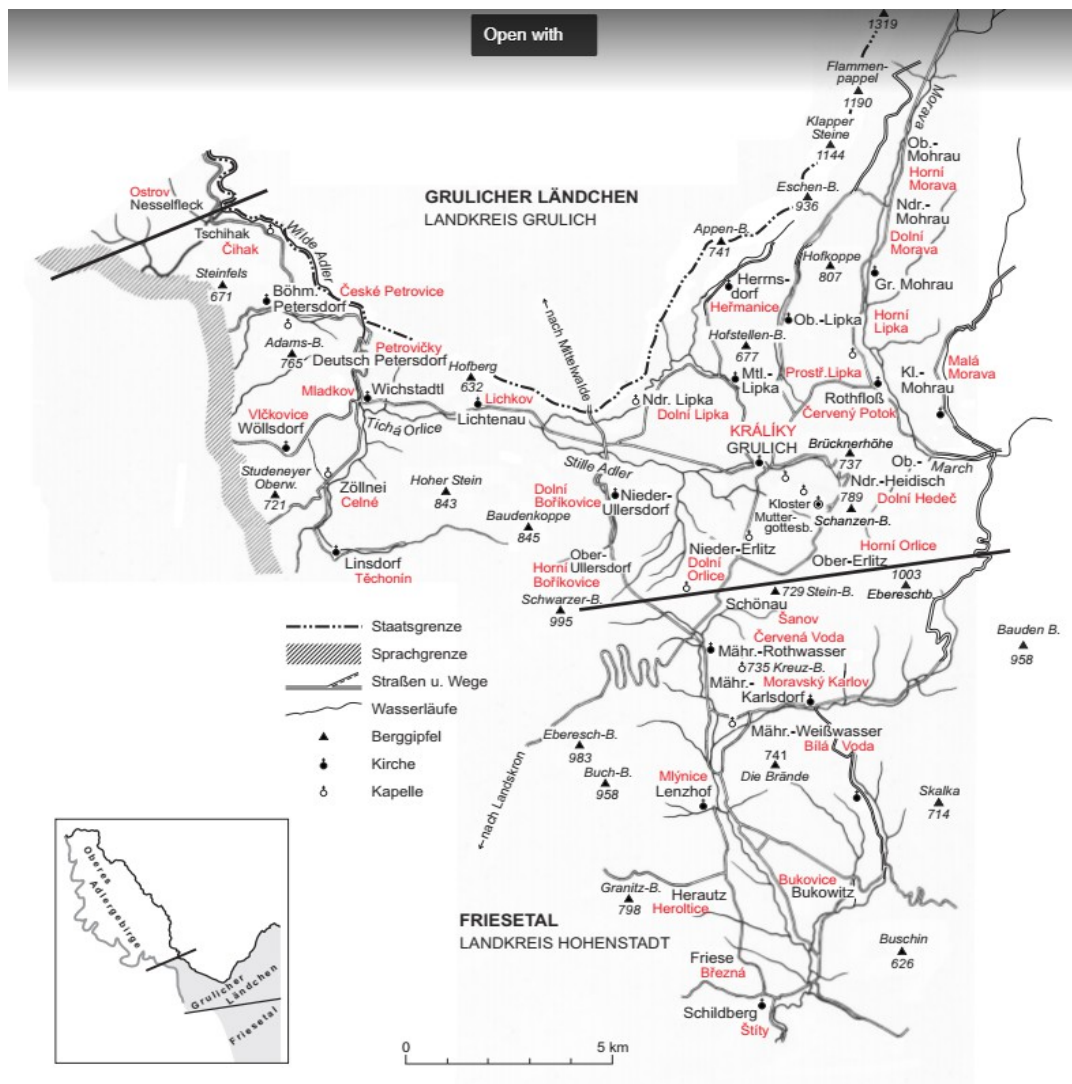 Open with
1319
Flammen-
pappel
1190
Klapper
Steine
1144
Morava
Ob.-
Mohrau
Horní
Morava
Eschen-B.
936
Ndr.-
Mohrau
Dolní
Morava
Ostrov
Nesselfleck
GRULICHER LÄNDCHEN
LANDKREIS GRULICH
Appen-B.
741
Tschihak
Čihak
Wilde Adler
Hofkoppe
807
Steinfels
671
Herrns-
dorf
Heřmanice
Gr. Mohrau
Böhm.
Petersdorf
České Petrovice
Horní
Lipka
Ob.-Lipka
nach Mittelwalde
Hofstellen-B.
677
Adams-B.
765
Petrovičky
Deutsch Petersdorf
Hofberg
632
Malá
Morava
Kl.-
Mohrau
Mtl.-
Lipka
Prostř.Lipka
Rothfloß
Červený Potok
Mladkov
Wichstadtl
Lichkov
Lichtenau
Ndr. Lipka
Dolní Lipka
Vlčkovice
Wöllsdorf
Tichá Orlice
KRÁLÍKY
GRULICH
Brücknerhöhe
737
Ob.-
March
Stille Adler
Ndr.-Heidisch
Dolní Hedeč
Studeneyer
Oberw.
721
Zöllnei
Celné
Hoher Stein
843
Dolní
Boříkovice
Nieder-
Ullersdorf
Kloster
Mutter-
gottesb.
789
Schanzen-B.
Baudenkoppe
845
Linsdorf
Těchonín
Ober-
Ullersdorf
Horní
Boříkovice
Nieder-Erlitz
Dolní
Orlice
Horní Orlice
Ober-Erlitz
1003
Ebereschb.
Schwarzer-B.
995
729 Stein-B.
Schönau
Šanov
Staatsgrenze
Sprachgrenze
Straßen u. Wege
Wasserläufe
Berggipfel
Kirche
Kapelle
Červená Voda
Mähr.-Rothwasser
735 Kreuz-B.
Bauden B.
958
Mähr.-
Karlsdorf
Moravský Karlov
Mähr.-Weißwasser
Bílá Voda
Eberesch-B.
983
741
Die Brände
Buch-B.
958
nach Landskron
Mlýnice
Lenzhof
Skalka
714
Oberes
Adlergebirge
Grulicher
Ländchen
Friesetal
Granitz-B.
798
Herautz
Heroltice
Bukovice
Bukowitz
FRIESETAL
LANDKREIS HOHENSTADT
Buschin
626
Friese
Březná
Schildberg
Štíty
0
5 km